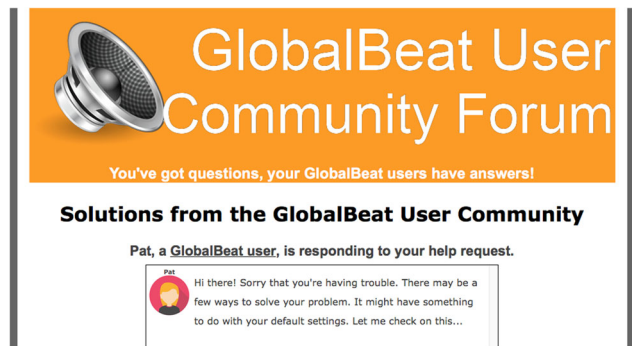 GlobalBeat User
Community Forum
You've got questions, your GlobalBeat users have answers!
Solutions from the GlobalBeat User Community
Pat, a GlobalBeat user, is responding to your help request.
Pat
Hi there! Sorry that you're having trouble. There may be a
few ways to solve your problem. It might have something
to do with your default settings. Let me check on this...